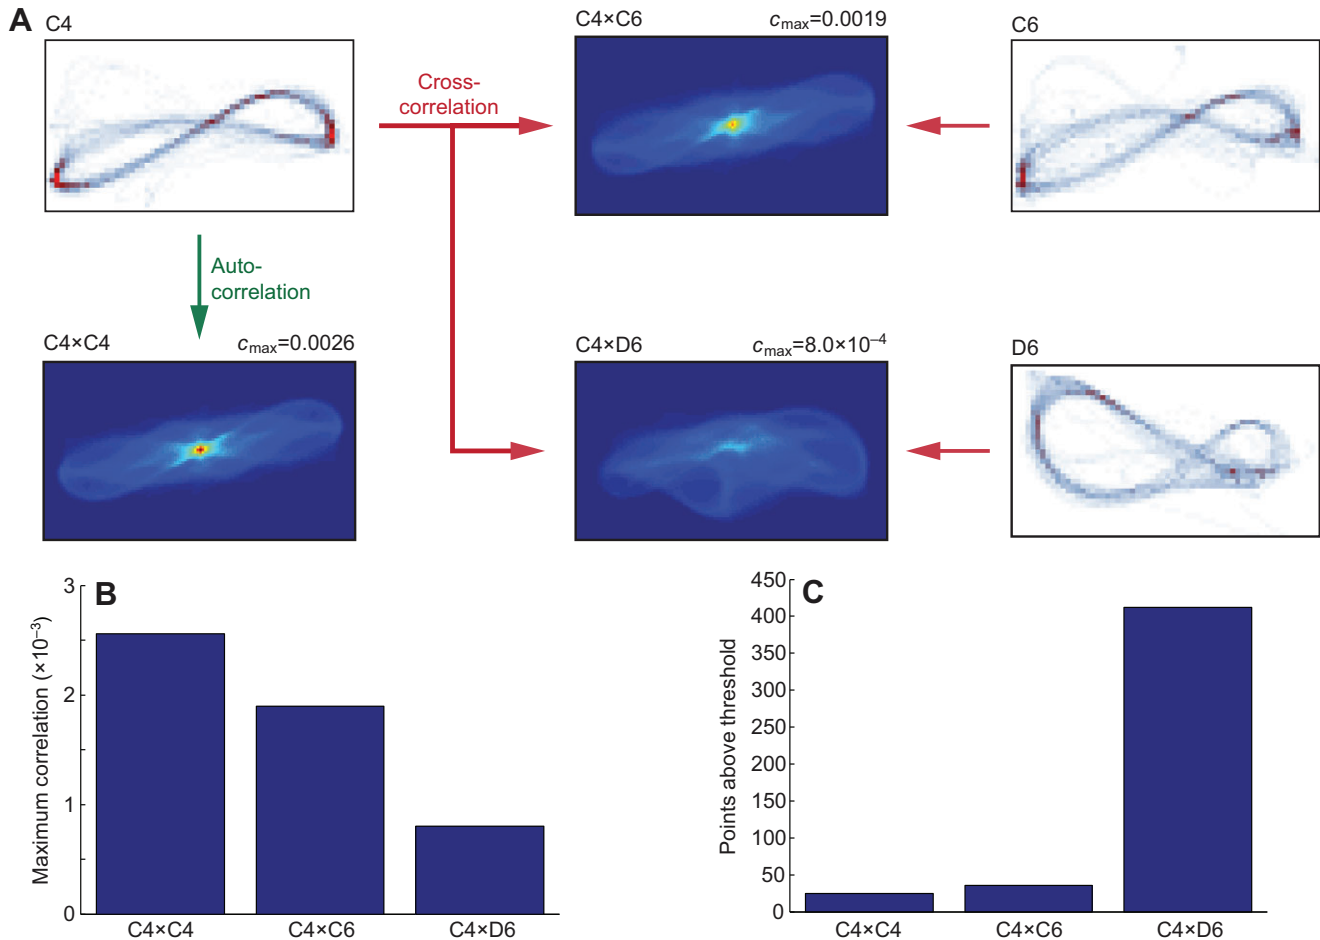 A
C4
C4×C6 cmax=0.0019
C6
Cross-
correlation
Auto-
correlation
C4×C4 cmax=0.0026
C4×D6 cmax=8.0×10⁻⁴
D6
B
Maximum correlation (×10⁻³)
3
2
1
0
C4×C4 C4×C6 C4×D6
C
Points above threshold
450
400
350
300
250
200
150
100
50
0
C4×C4 C4×C6 C4×D6